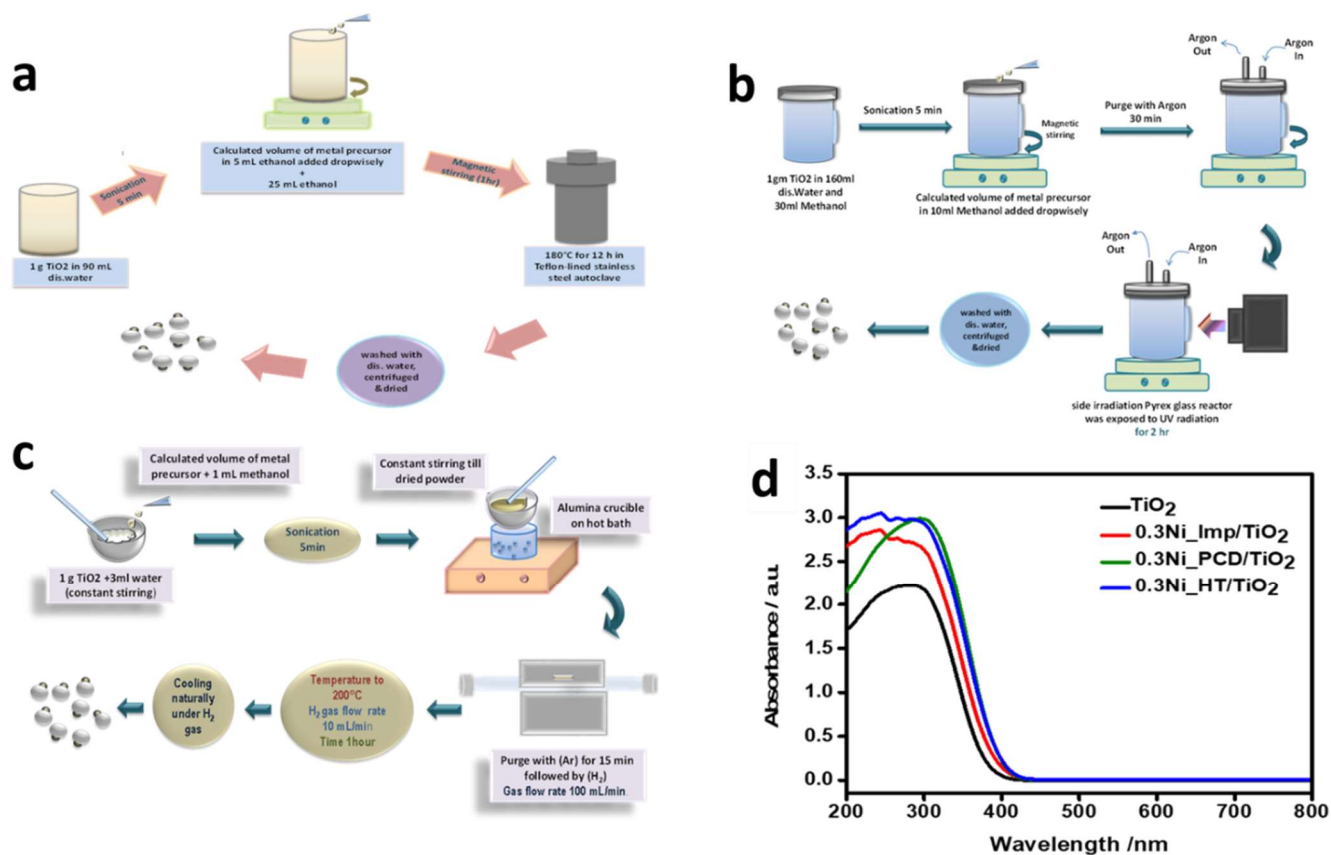 a
Sonication
5 min
1 g TiO2 in 90 mL
dis.water
Calculated volume of metal precursor
in 5 mL ethanol added dropwisely
+
25 mL ethanol
Magnetic
stirring (1hr)
180°C for 12 h in
Teflon-lined stainless
steel autoclave
washed with
dis. water,
centrifuged
&dried
b
1gm TiO2 in 160ml
dis.Water and
30ml Methanol
Sonication 5 min
Magnetic
stirring
Calculated volume of metal precursor
in 10ml Methanol added dropwisely
Purge with Argon
30 min
Argon
Out
Argon
In
Argon
Out
Argon
In
side irradiation Pyrex glass reactor
was exposed to UV radiation
for 2 hr
washed with
dis. water,
centrifuged
&dried
c
Calculated volume of metal
precursor + 1 mL methanol
1 g TiO2 +3ml water
(constant stirring)
Sonication
5min
Constant stirring till
dried powder
Alumina crucible
on hot bath
Purge with (Ar) for 15 min
followed by (H2)
Gas flow rate 100 mL/min.
Temperature to
200°C
H2 gas flow rate
10 mL/min
Time 1hour
Cooling
naturally
under H2
gas
d
TiO2
0.3Ni_Imp/TiO2
0.3Ni_PCD/TiO2
0.3Ni_HT/TiO2
Absorbance / a.u.
3.5
3.0
2.5
2.0
1.5
1.0
0.5
0.0
200 300 400 500 600 700 800
Wavelength /nm